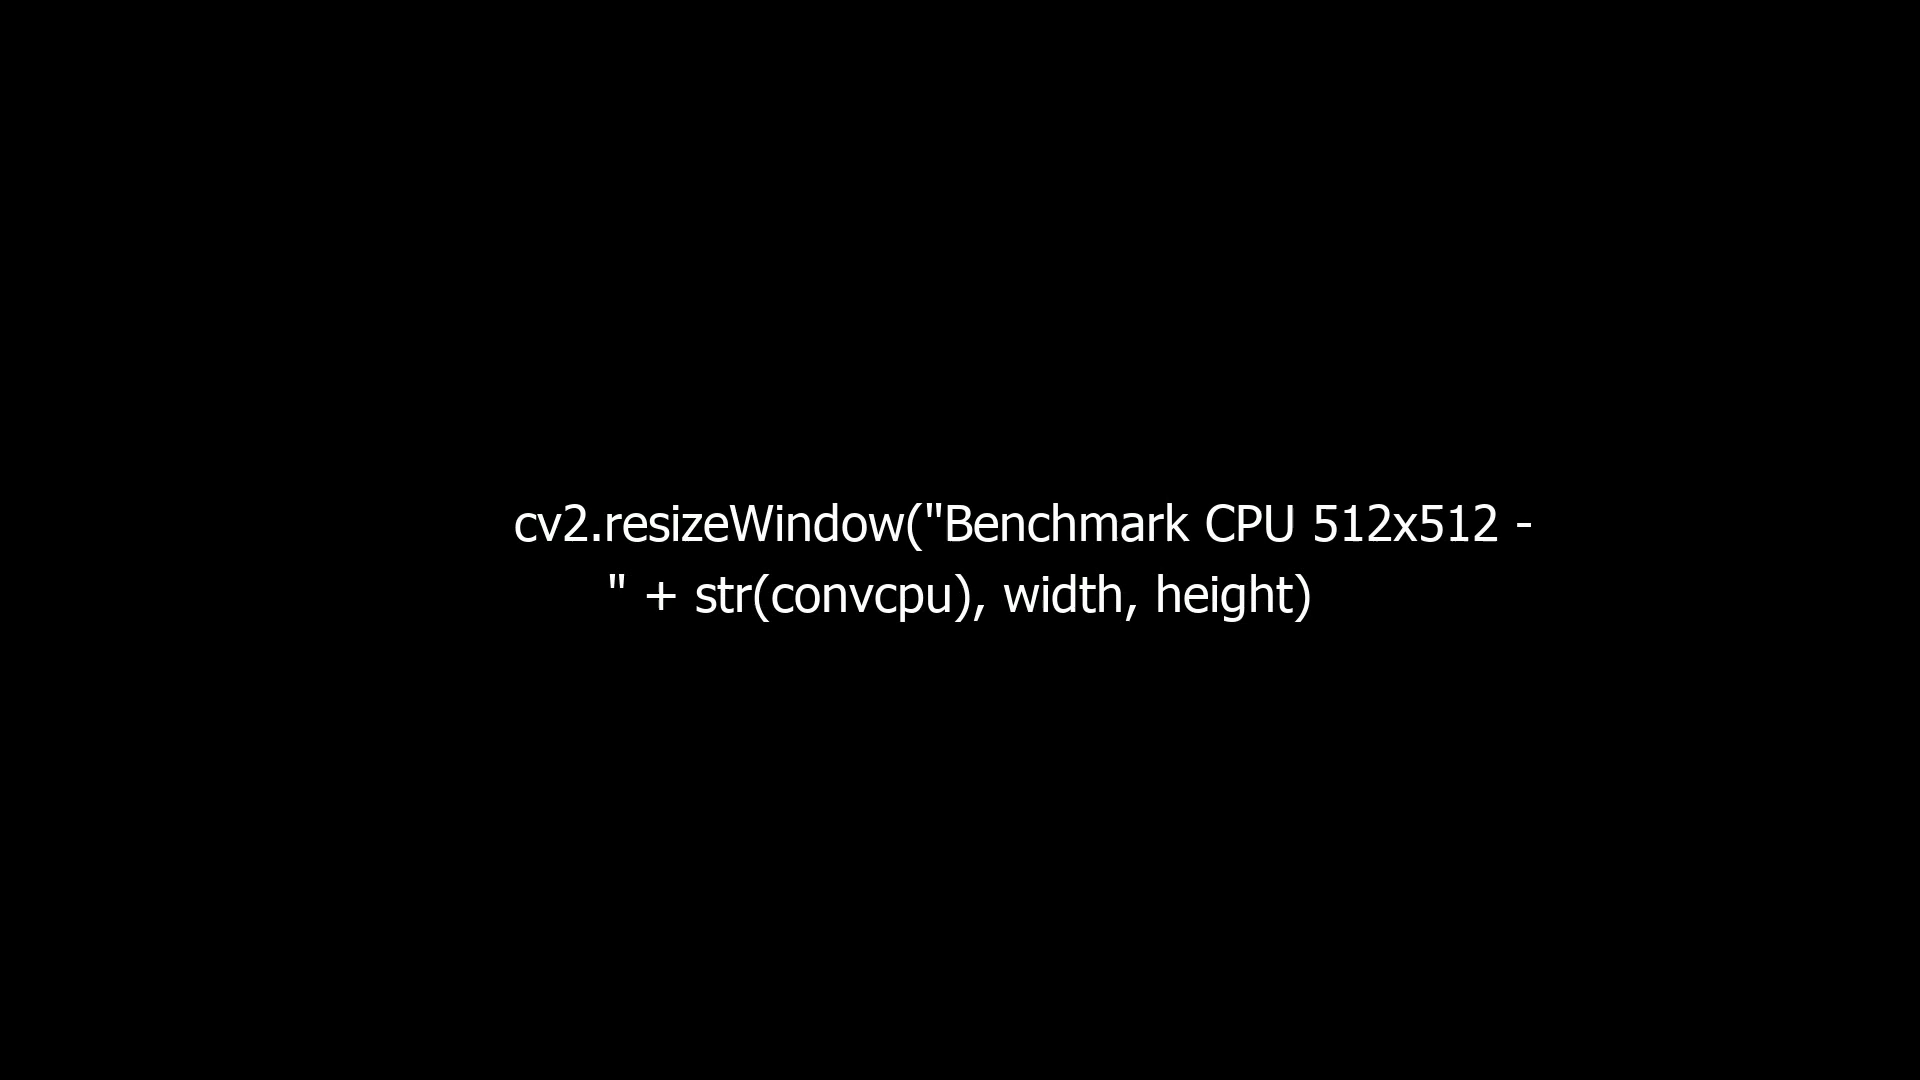 cv2.resizeWindow("Benchmark CPU 512x512 -
" + str(convcpu), width, height)